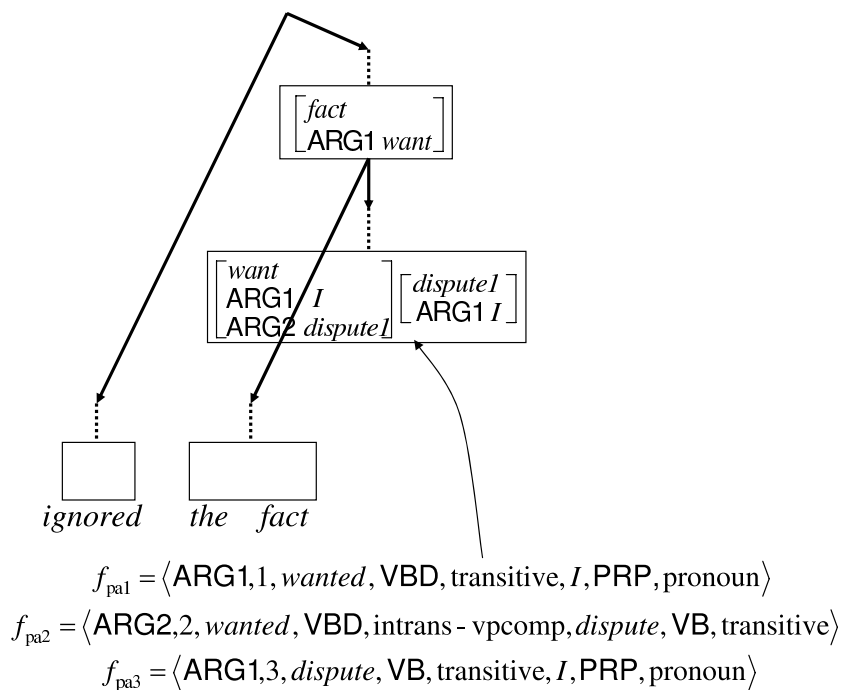 fact
ARG1 want
want
ARG1 I
ARG2 dispute1
dispute1
ARG1 I
ignored the fact
f_pa1 = ⟨ARG1,1, wanted, VBD, transitive, I, PRP, pronoun⟩
f_pa2 = ⟨ARG2,2, wanted, VBD, intrans - vpcomp, dispute, VB, transitive⟩
f_pa3 = ⟨ARG1,3, dispute, VB, transitive, I, PRP, pronoun⟩